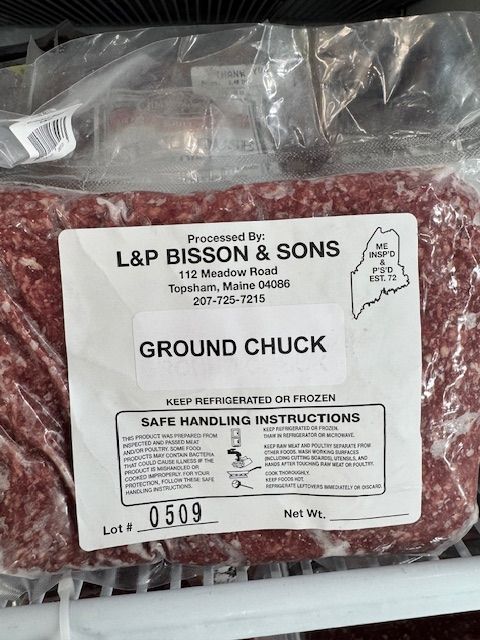 THANK
Processed By:
L&P BISSON & SONS
112 Meadow Road
Topsham, Maine 04086
207-725-7215
ME
INSP'D
&
P'S'D
EST. 72
GROUND CHUCK
KEEP REFRIGERATED OR FROZEN
SAFE HANDLING INSTRUCTIONS
THIS PRODUCT WAS PREPARED FROM
INSPECTED AND PASSED MEAT
AND/OR POULTRY. SOME FOOD
PRODUCTS MAY CONTAIN BACTERIA
THAT COULD CAUSE ILLNESS IF THE
PRODUCT IS MISHANDLED OR
COOKED IMPROPERLY. FOR YOUR
PROTECTION, FOLLOW THESE SAFE
HANDLING INSTRUCTIONS.
KEEP REFRIGERATED OR FROZEN.
THAW IN REFRIGERATOR OR MICROWAVE.
KEEP RAW MEAT AND POULTRY SEPARATE FROM
OTHER FOODS. WASH WORKING SURFACES
(INCLUDING CUTTING BOARDS), UTENSILS, AND
HANDS AFTER TOUCHING RAW MEAT OR POULTRY.
COOK THOROUGHLY.
KEEP FOODS HOT.
REFRIGERATE LEFTOVERS IMMEDIATELY OR DISCARD.
Lot # 0509
Net Wt.